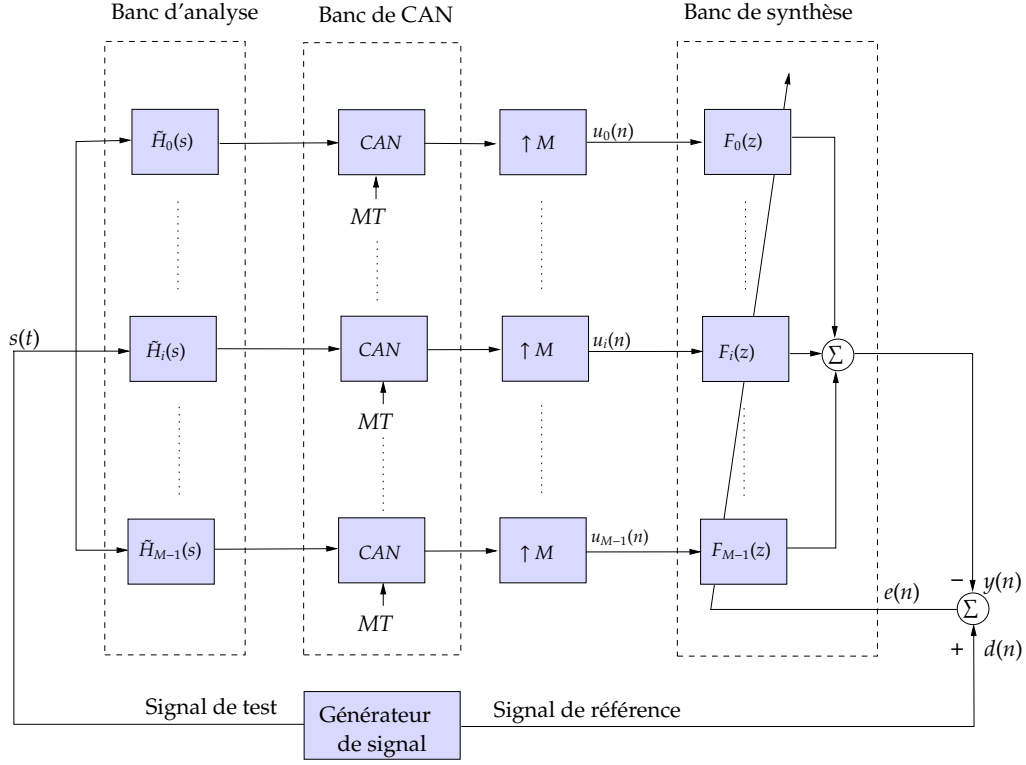 Banc d'analyse Banc de CAN Banc de synthèse
H̃₀(s) CAN ↑ M u₀(n) F₀(z)
MT
s(t) H̃ᵢ(s) CAN ↑ M uᵢ(n) Fᵢ(z) Σ
MT
H̃M−1(s) CAN ↑ M uM−1(n) FM−1(z)
MT
e(n) − y(n)
Σ
+ d(n)
Signal de test Générateur Signal de référence
de signal